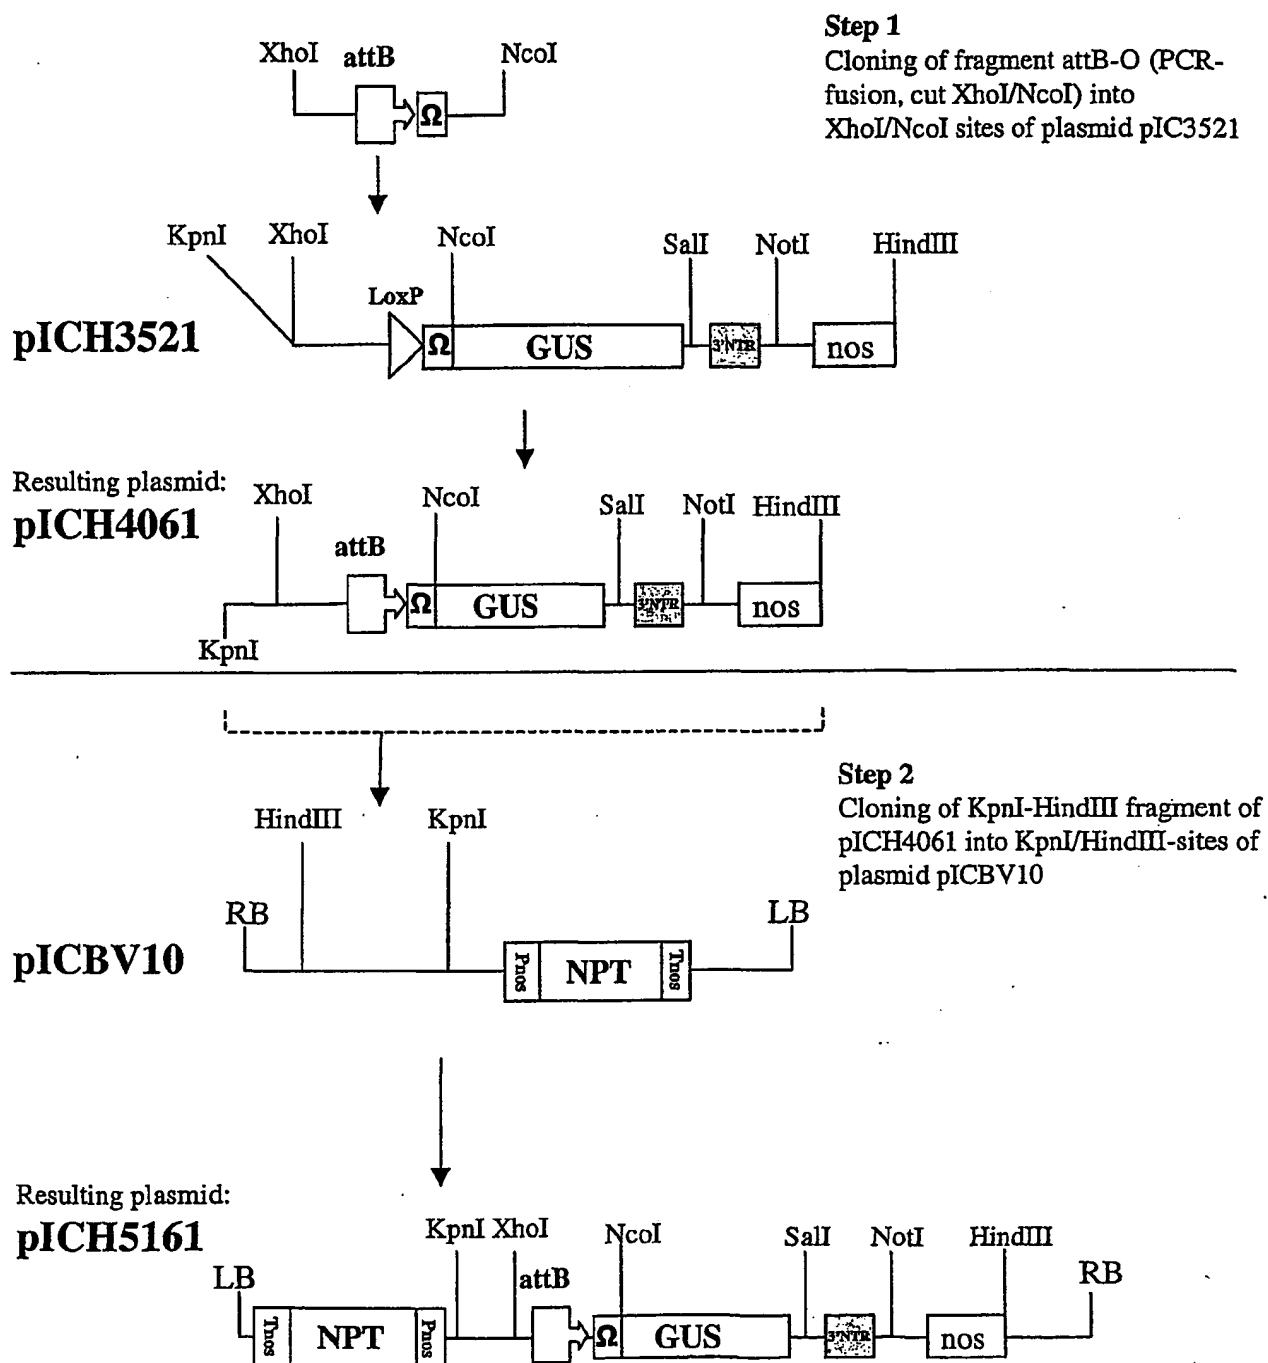 Step 1
Cloning of fragment attB-O (PCR-
fusion, cut XhoI/NcoI) into
XhoI/NcoI sites of plasmid pIC3521
XhoI attB NcoI
Ω
KpnI XhoI NcoI SalI NotI HindIII
LoxP
pICH3521
Ω GUS 3'NTR nos
Resulting plasmid:
pICH4061
XhoI NcoI SalI NotI HindIII
attB
Ω GUS 3'NTR nos
KpnI
Step 2
Cloning of KpnI-HindIII fragment of
pICH4061 into KpnI/HindIII-sites of
plasmid pICBV10
HindIII KpnI
RB LB
pICBV10
Pnos NPT Tnos
Resulting plasmid:
pICH5161
KpnI XhoI NcoI SalI NotI HindIII
LB attB RB
Tnos NPT Pnos Ω GUS 3'NTR nos